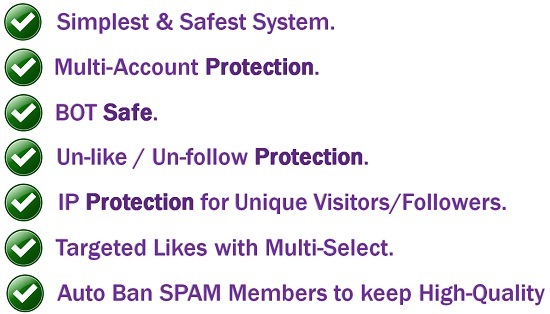 Simplest & Safest System.
Multi-Account Protection.
BOT Safe.
Un-like / Un-follow Protection.
IP Protection for Unique Visitors/Followers.
Targeted Likes with Multi-Select.
Auto Ban SPAM Members to keep High-Quality